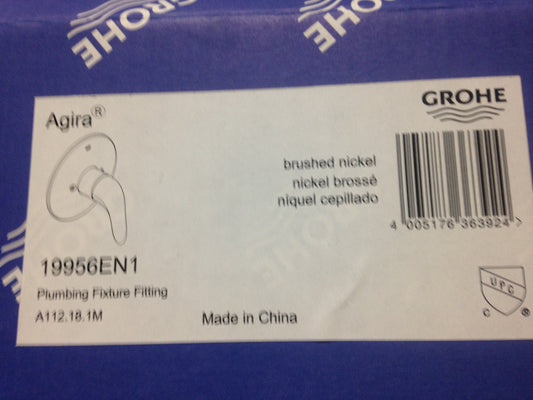 GROHE
GROHE
Agira®
GROHE
brushed nickel
nickel brossé
níquel cepillado
4 005176 363924 >
19956EN1
Plumbing Fixture Fitting
A112.18.1M
Made in China
UPC
C ®